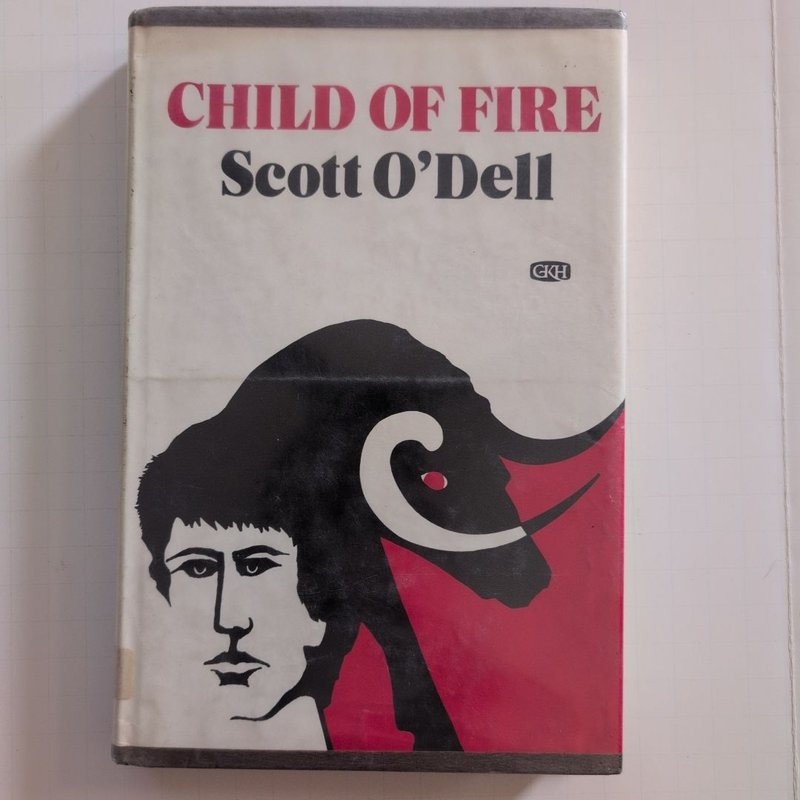 CHILD OF FIRE
Scott O'Dell
GKH